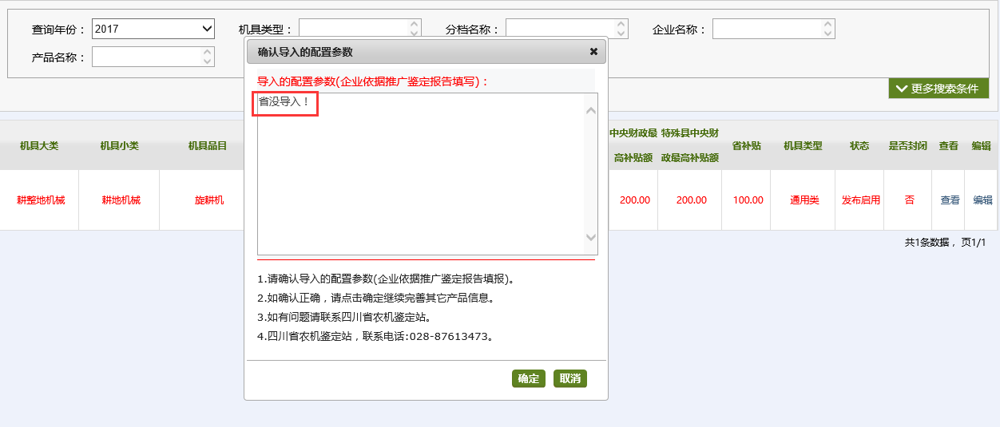 查询年份： 2017 机具类型： 分档名称： 企业名称：
产品名称：
更多搜索条件
确认导入的配置参数
导入的配置参数(企业依据推广鉴定报告填写)：
省没导入！
机具大类 机具小类 机具品目 中央财政最高补贴额 特殊县中央财政最高补贴额 省补贴 机具类型 状态 是否封闭 查看 编辑
耕整地机械 耕地机械 旋耕机 200.00 200.00 100.00 通用类 发布启用 否 查看 编辑
共1条数据， 页1/1
1.请确认导入的配置参数(企业依据推广鉴定报告填报)。
2.如确认正确，请点击确定继续完善其它产品信息。
3.如有问题请联系四川省农机鉴定站。
4.四川省农机鉴定站，联系电话:028-87613473。
确定 取消